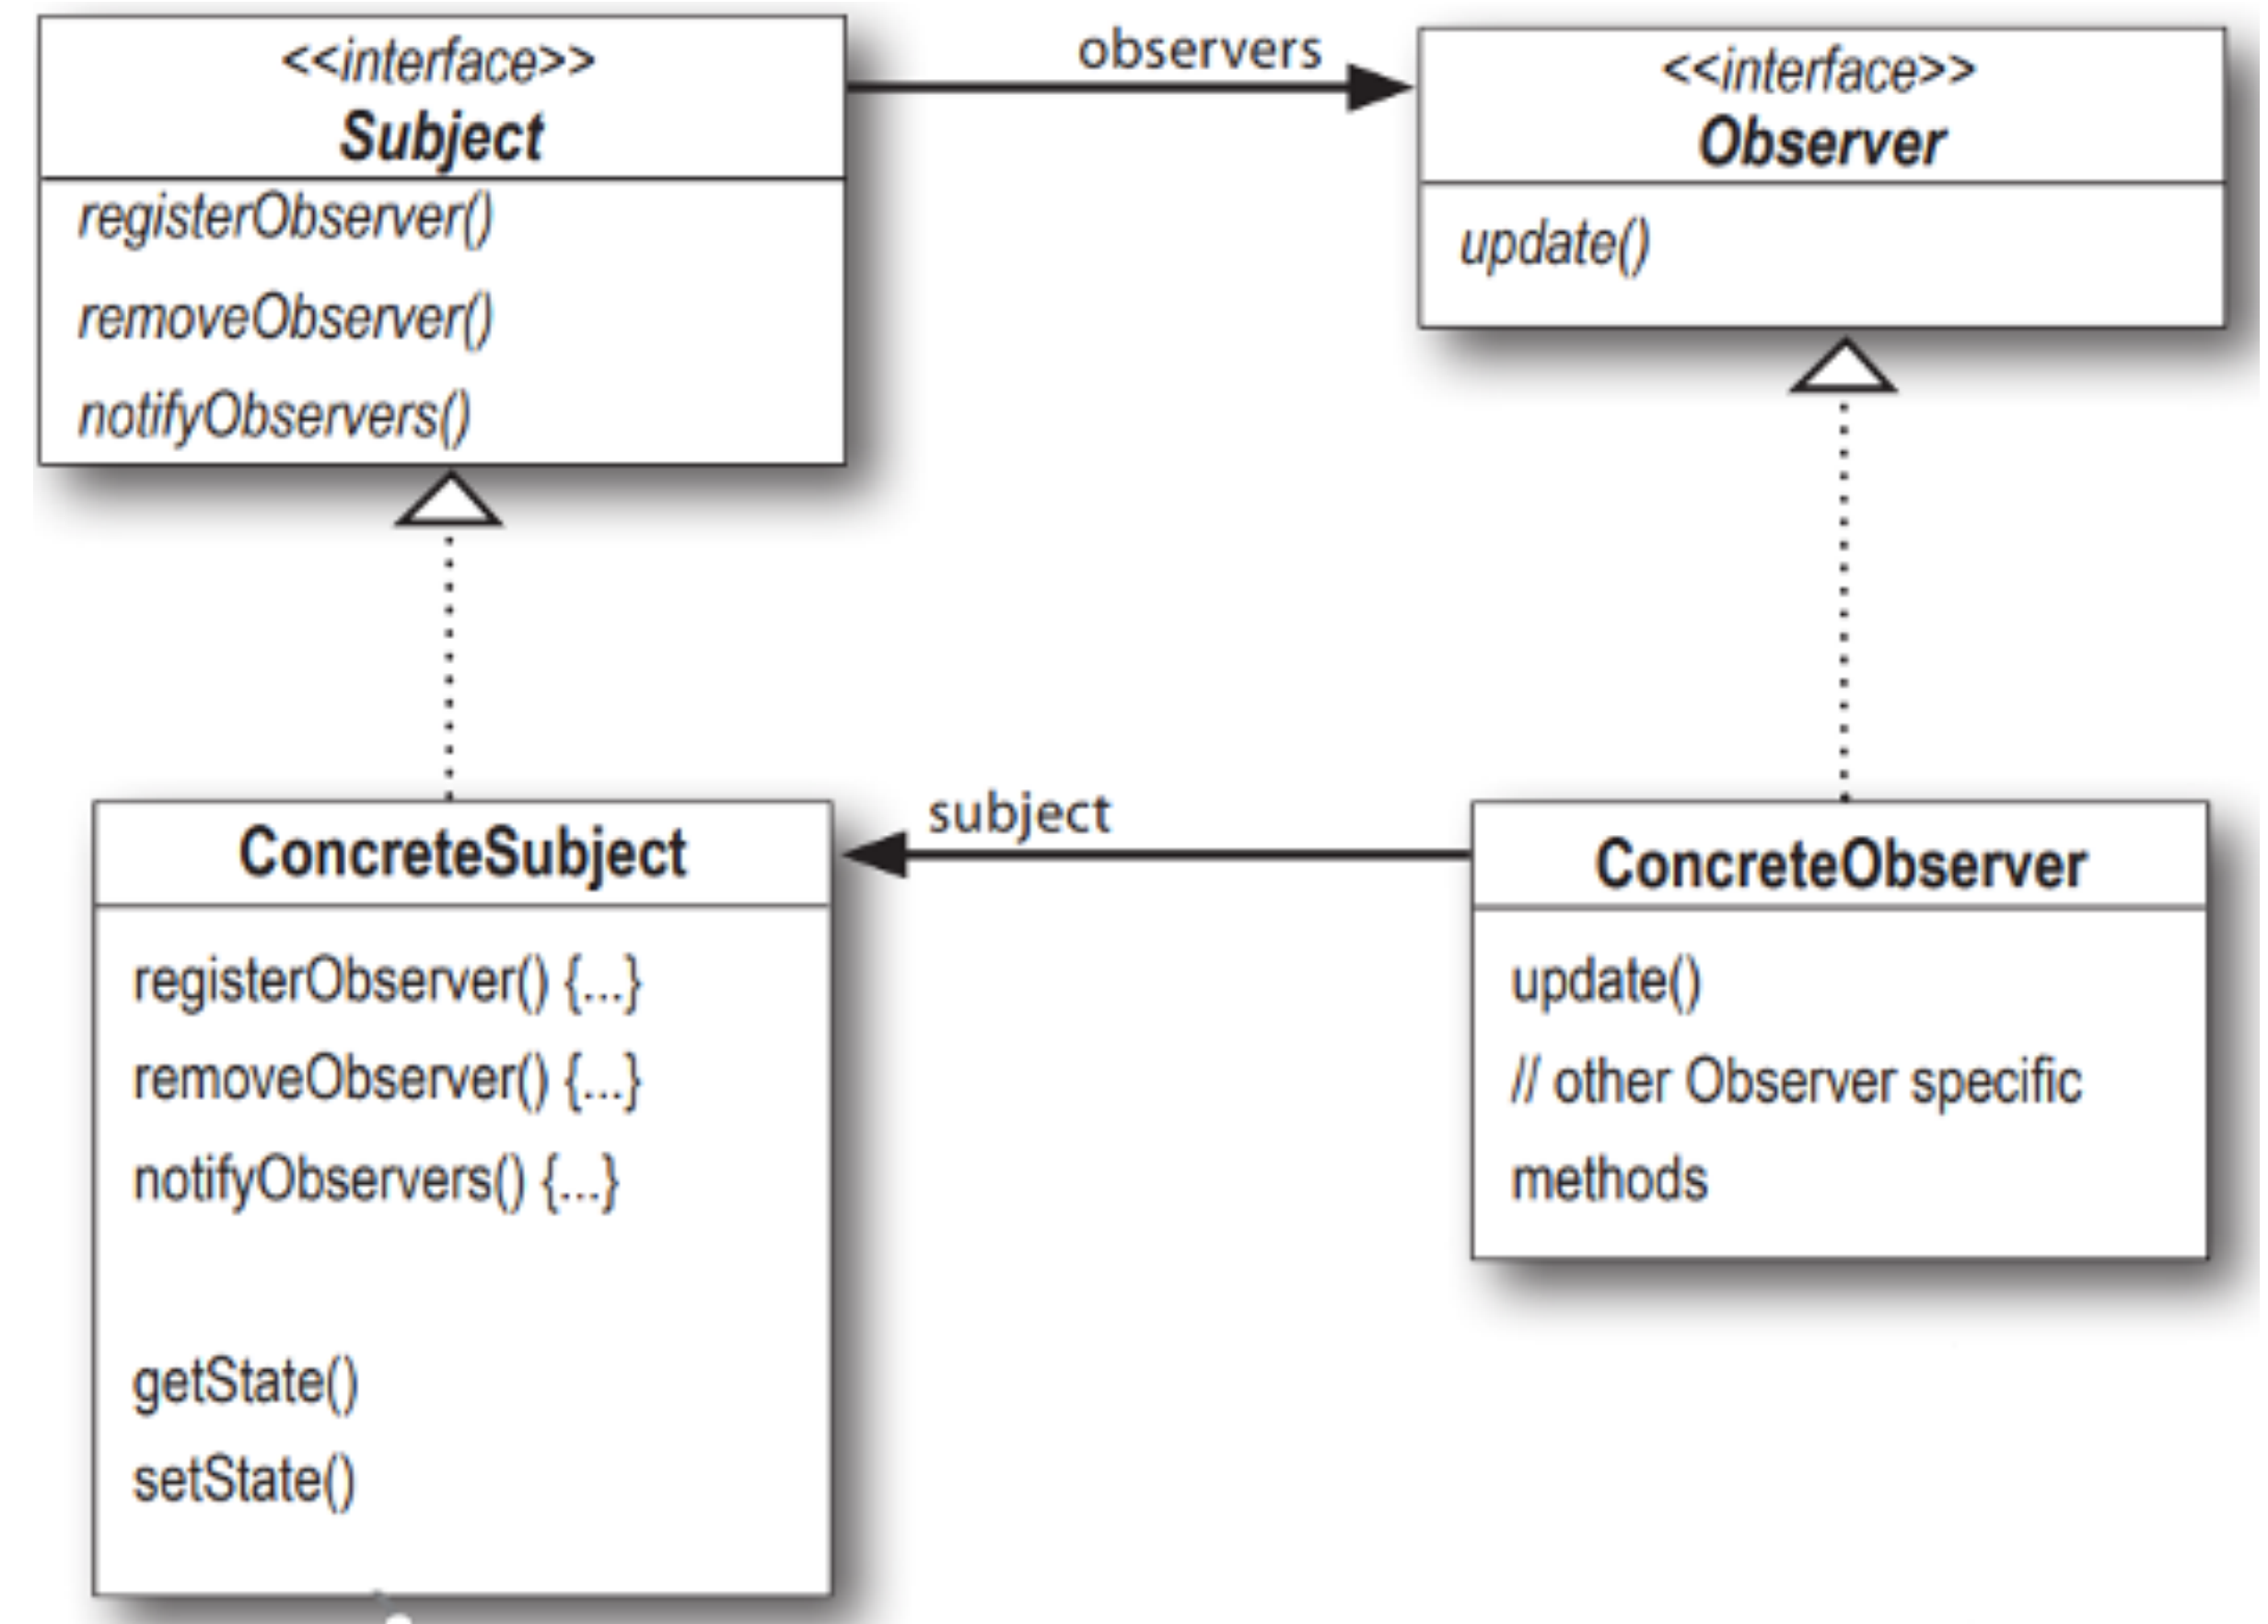 <<interface>>
Subject
registerObserver()
removeObserver()
notifyObservers()
observers
<<interface>>
Observer
update()
ConcreteSubject
registerObserver() {...}
removeObserver() {...}
notifyObservers() {...}
getState()
setState()
subject
ConcreteObserver
update()
// other Observer specific
methods